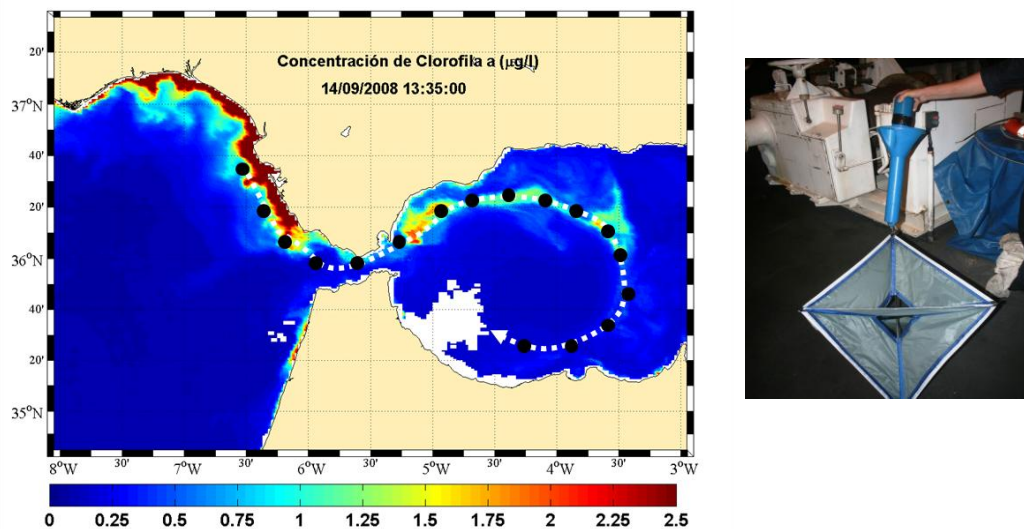 Concentración de Clorofila a (µg/l)
14/09/2008 13:35:00
20'
37°N
40'
20'
36°N
40'
20'
35°N
8°W 30' 7°W 30' 6°W 30' 5°W 30' 4°W 30' 3°W
0 0.25 0.5 0.75 1 1.25 1.5 1.75 2 2.25 2.5